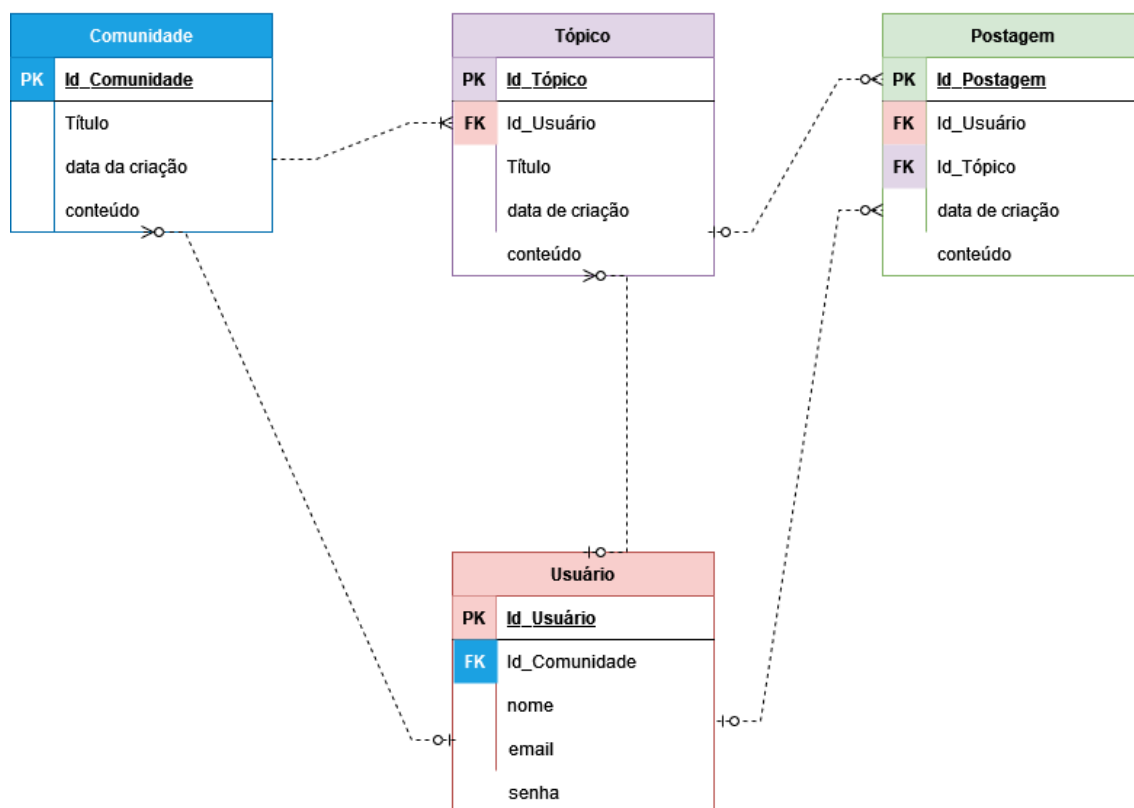 Comunidade
PK Id_Comunidade
Título
data da criação
conteúdo
Tópico
PK Id_Tópico
FK Id_Usuário
Título
data de criação
conteúdo
Postagem
PK Id_Postagem
FK Id_Usuário
FK Id_Tópico
data de criação
conteúdo
Usuário
PK Id_Usuário
FK Id_Comunidade
nome
email
senha